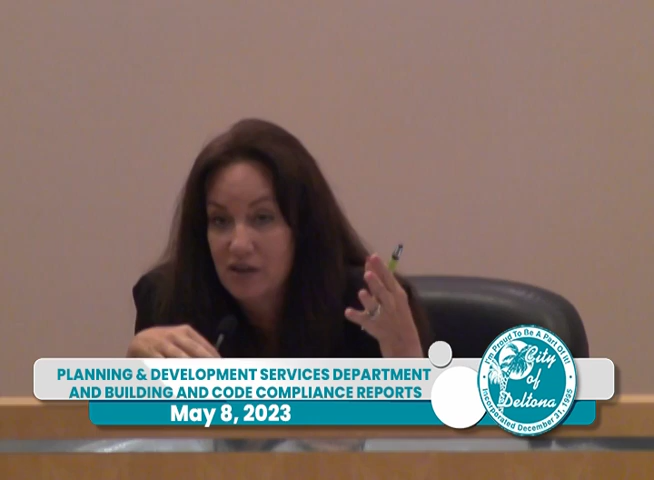 PLANNING & DEVELOPMENT SERVICES DEPARTMENT
AND BUILDING AND CODE COMPLIANCE REPORTS
May 8, 2023
I'm Proud To Be A Part Of It!
City
of
Deltona
Incorporated December 31, 1995